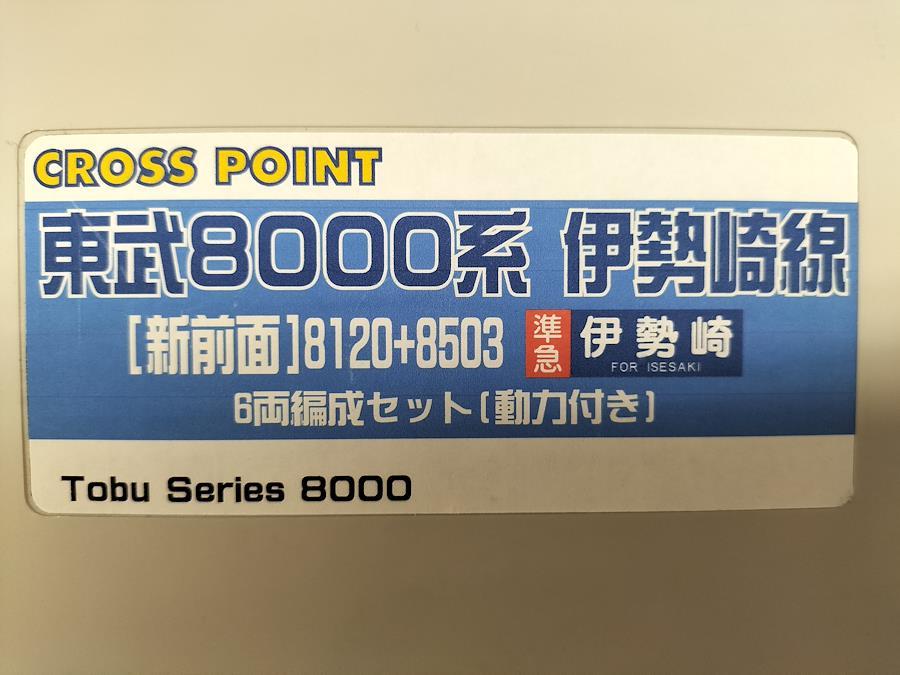 CROSS POINT
東武8000系 伊勢崎線
[新前面]8120+8503 準急 伊勢崎
FOR ISESAKI
6両編成セット(動力付き)
Tobu Series 8000